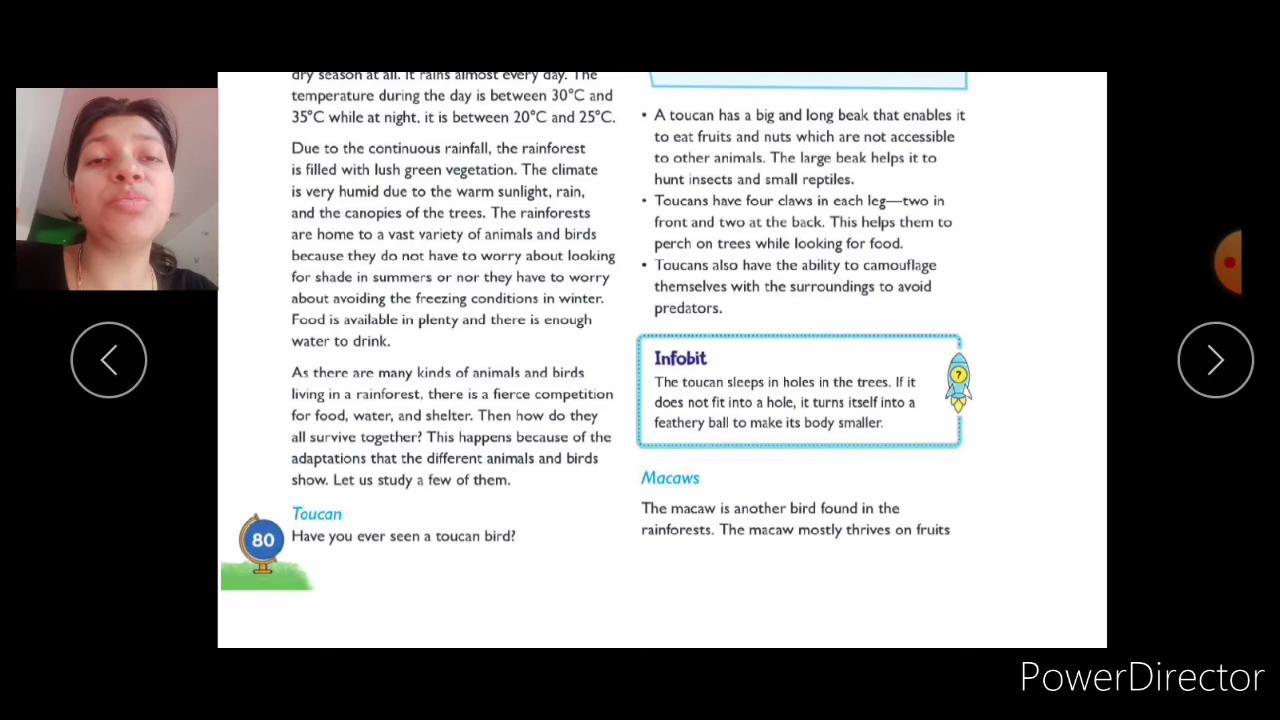 dry season at all. It rains almost every day. The
temperature during the day is between 30°C and
35°C while at night, it is between 20°C and 25°C.
Due to the continuous rainfall, the rainforest
is filled with lush green vegetation. The climate
is very humid due to the warm sunlight, rain,
and the canopies of the trees. The rainforests
are home to a vast variety of animals and birds
because they do not have to worry about looking
for shade in summers or nor they have to worry
about avoiding the freezing conditions in winter.
Food is available in plenty and there is enough
water to drink.
As there are many kinds of animals and birds
living in a rainforest, there is a fierce competition
for food, water, and shelter. Then how do they
all survive together? This happens because of the
adaptations that the different animals and birds
show. Let us study a few of them.
Toucan
Have you ever seen a toucan bird?
80
• A toucan has a big and long beak that enables it
to eat fruits and nuts which are not accessible
to other animals. The large beak helps it to
hunt insects and small reptiles.
• Toucans have four claws in each leg—two in
front and two at the back. This helps them to
perch on trees while looking for food.
• Toucans also have the ability to camouflage
themselves with the surroundings to avoid
predators.
Infobit
The toucan sleeps in holes in the trees. If it
does not fit into a hole, it turns itself into a
feathery ball to make its body smaller.
?
Macaws
The macaw is another bird found in the
rainforests. The macaw mostly thrives on fruits
PowerDirector